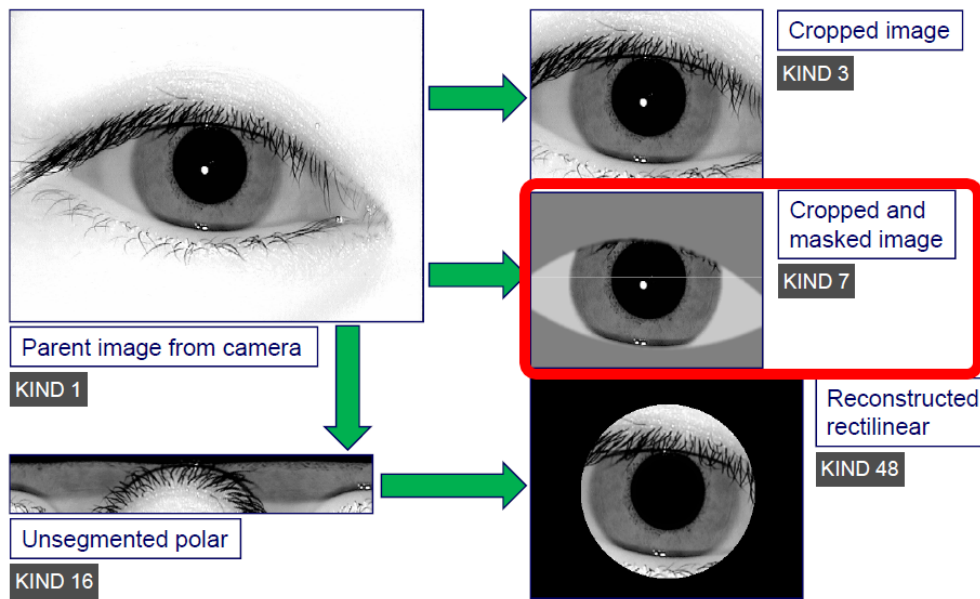 Cropped image
KIND 3
Cropped and
masked image
KIND 7
Parent image from camera
KIND 1
Reconstructed
rectilinear
KIND 48
Unsegmented polar
KIND 16